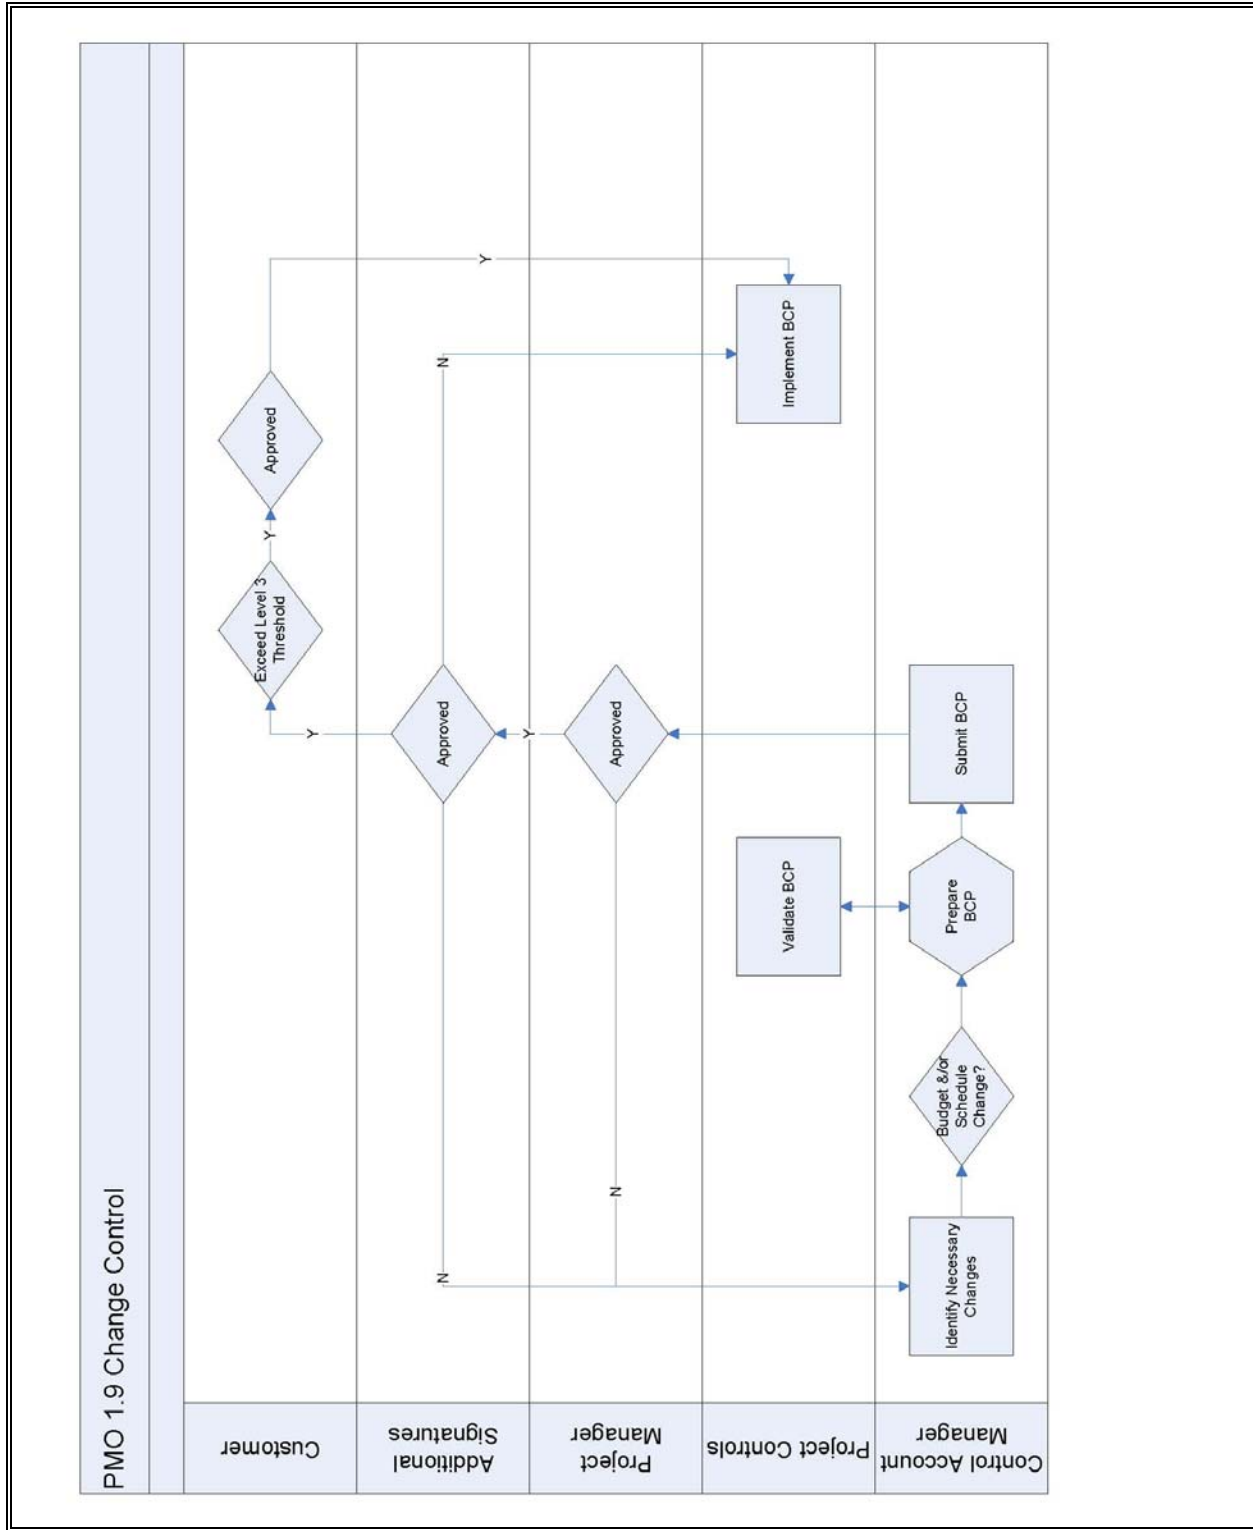 PMO 1.9 Change Control
Customer
Exceed Level 3
Threshold
Y
Approved
Y
Y
Additional
Signatures
N
Approved
N
Project
Manager
N
Approved
Y
Project Controls
Validate BCP
Implement BCP
Control Account
Manager
Identify Necessary
Changes
Budget &/or
Schedule
Change?
Prepare
BCP
Submit BCP